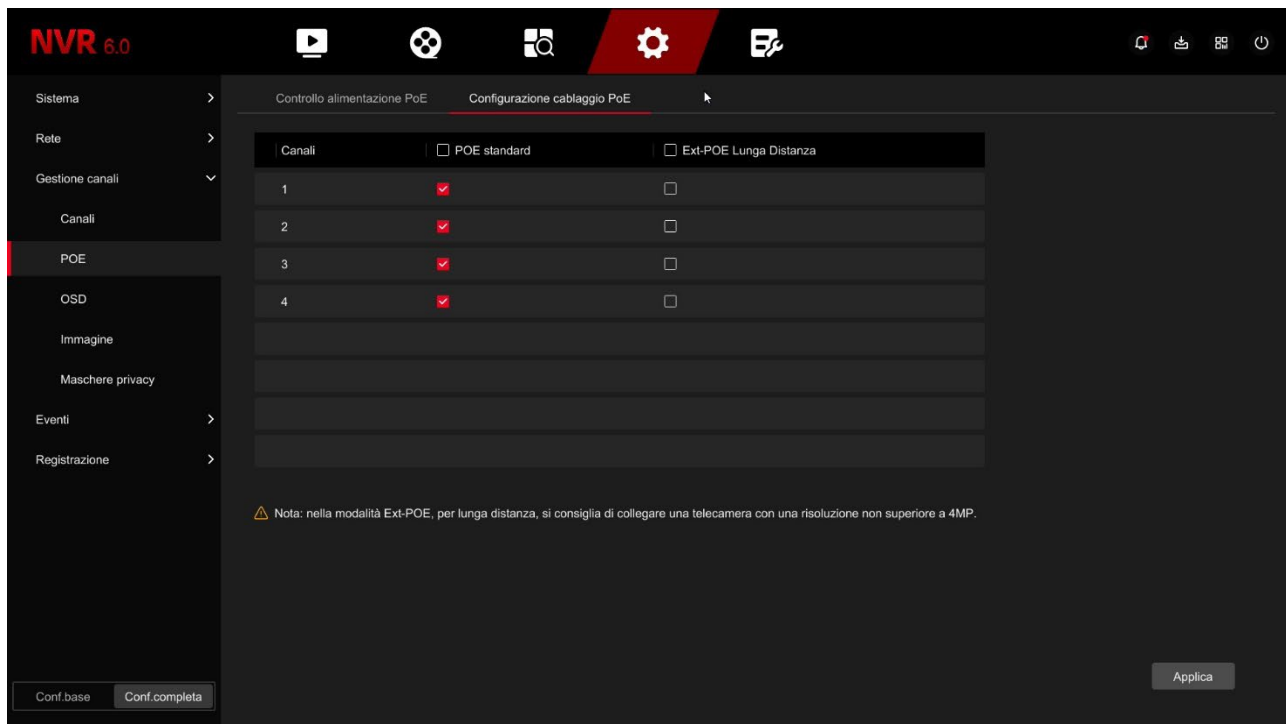 NVR 6.0
Sistema
Rete
Gestione canali
Canali
POE
OSD
Immagine
Maschere privacy
Eventi
Registrazione
Conf.base Conf.completa
Controllo alimentazione PoE Configurazione cablaggio PoE
Canali POE standard Ext-POE Lunga Distanza
1
2
3
4
Nota: nella modalità Ext-POE, per lunga distanza, si consiglia di collegare una telecamera con una risoluzione non superiore a 4MP.
Applica